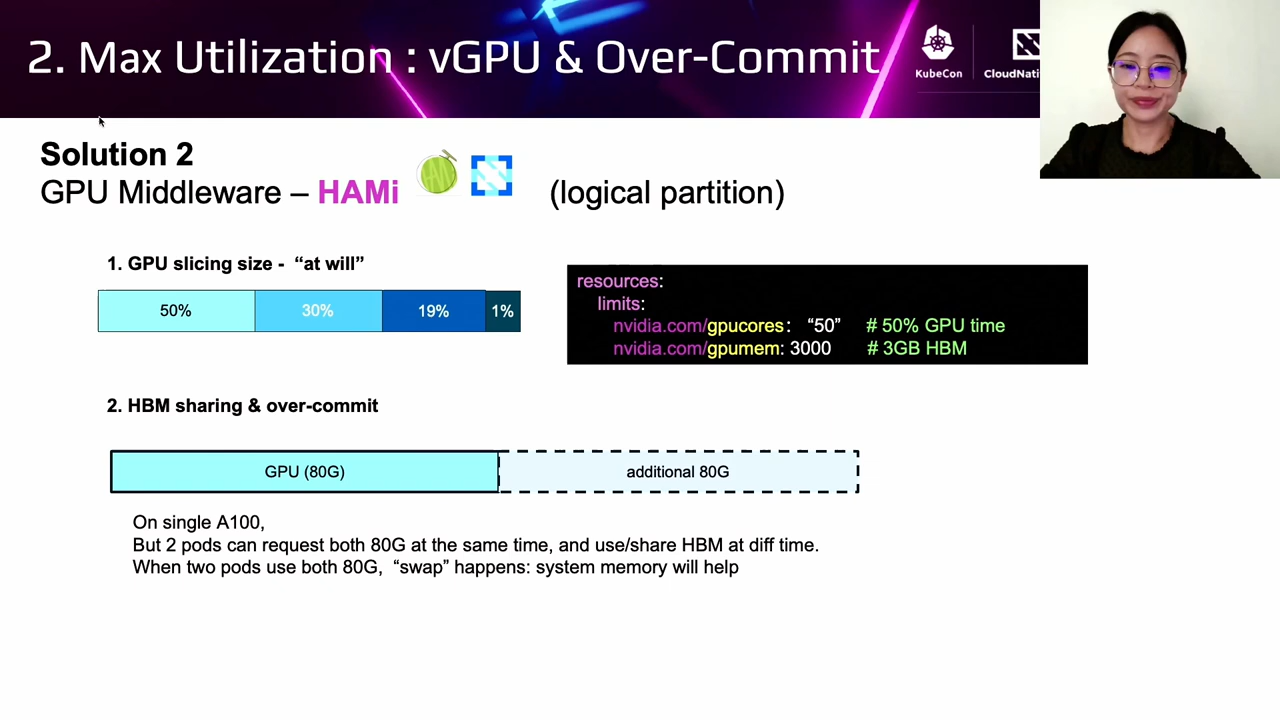 2. Max Utilization : vGPU & Over-Commit
KubeCon
CloudNati
Solution 2
GPU Middleware – HAMi
(logical partition)
1. GPU slicing size - “at will”
50%
30%
19%
1%
resources:
limits:
nvidia.com/gpucores: “50” # 50% GPU time
nvidia.com/gpumem: 3000 # 3GB HBM
2. HBM sharing & over-commit
GPU (80G)
additional 80G
On single A100,
But 2 pods can request both 80G at the same time, and use/share HBM at diff time.
When two pods use both 80G, “swap” happens: system memory will help